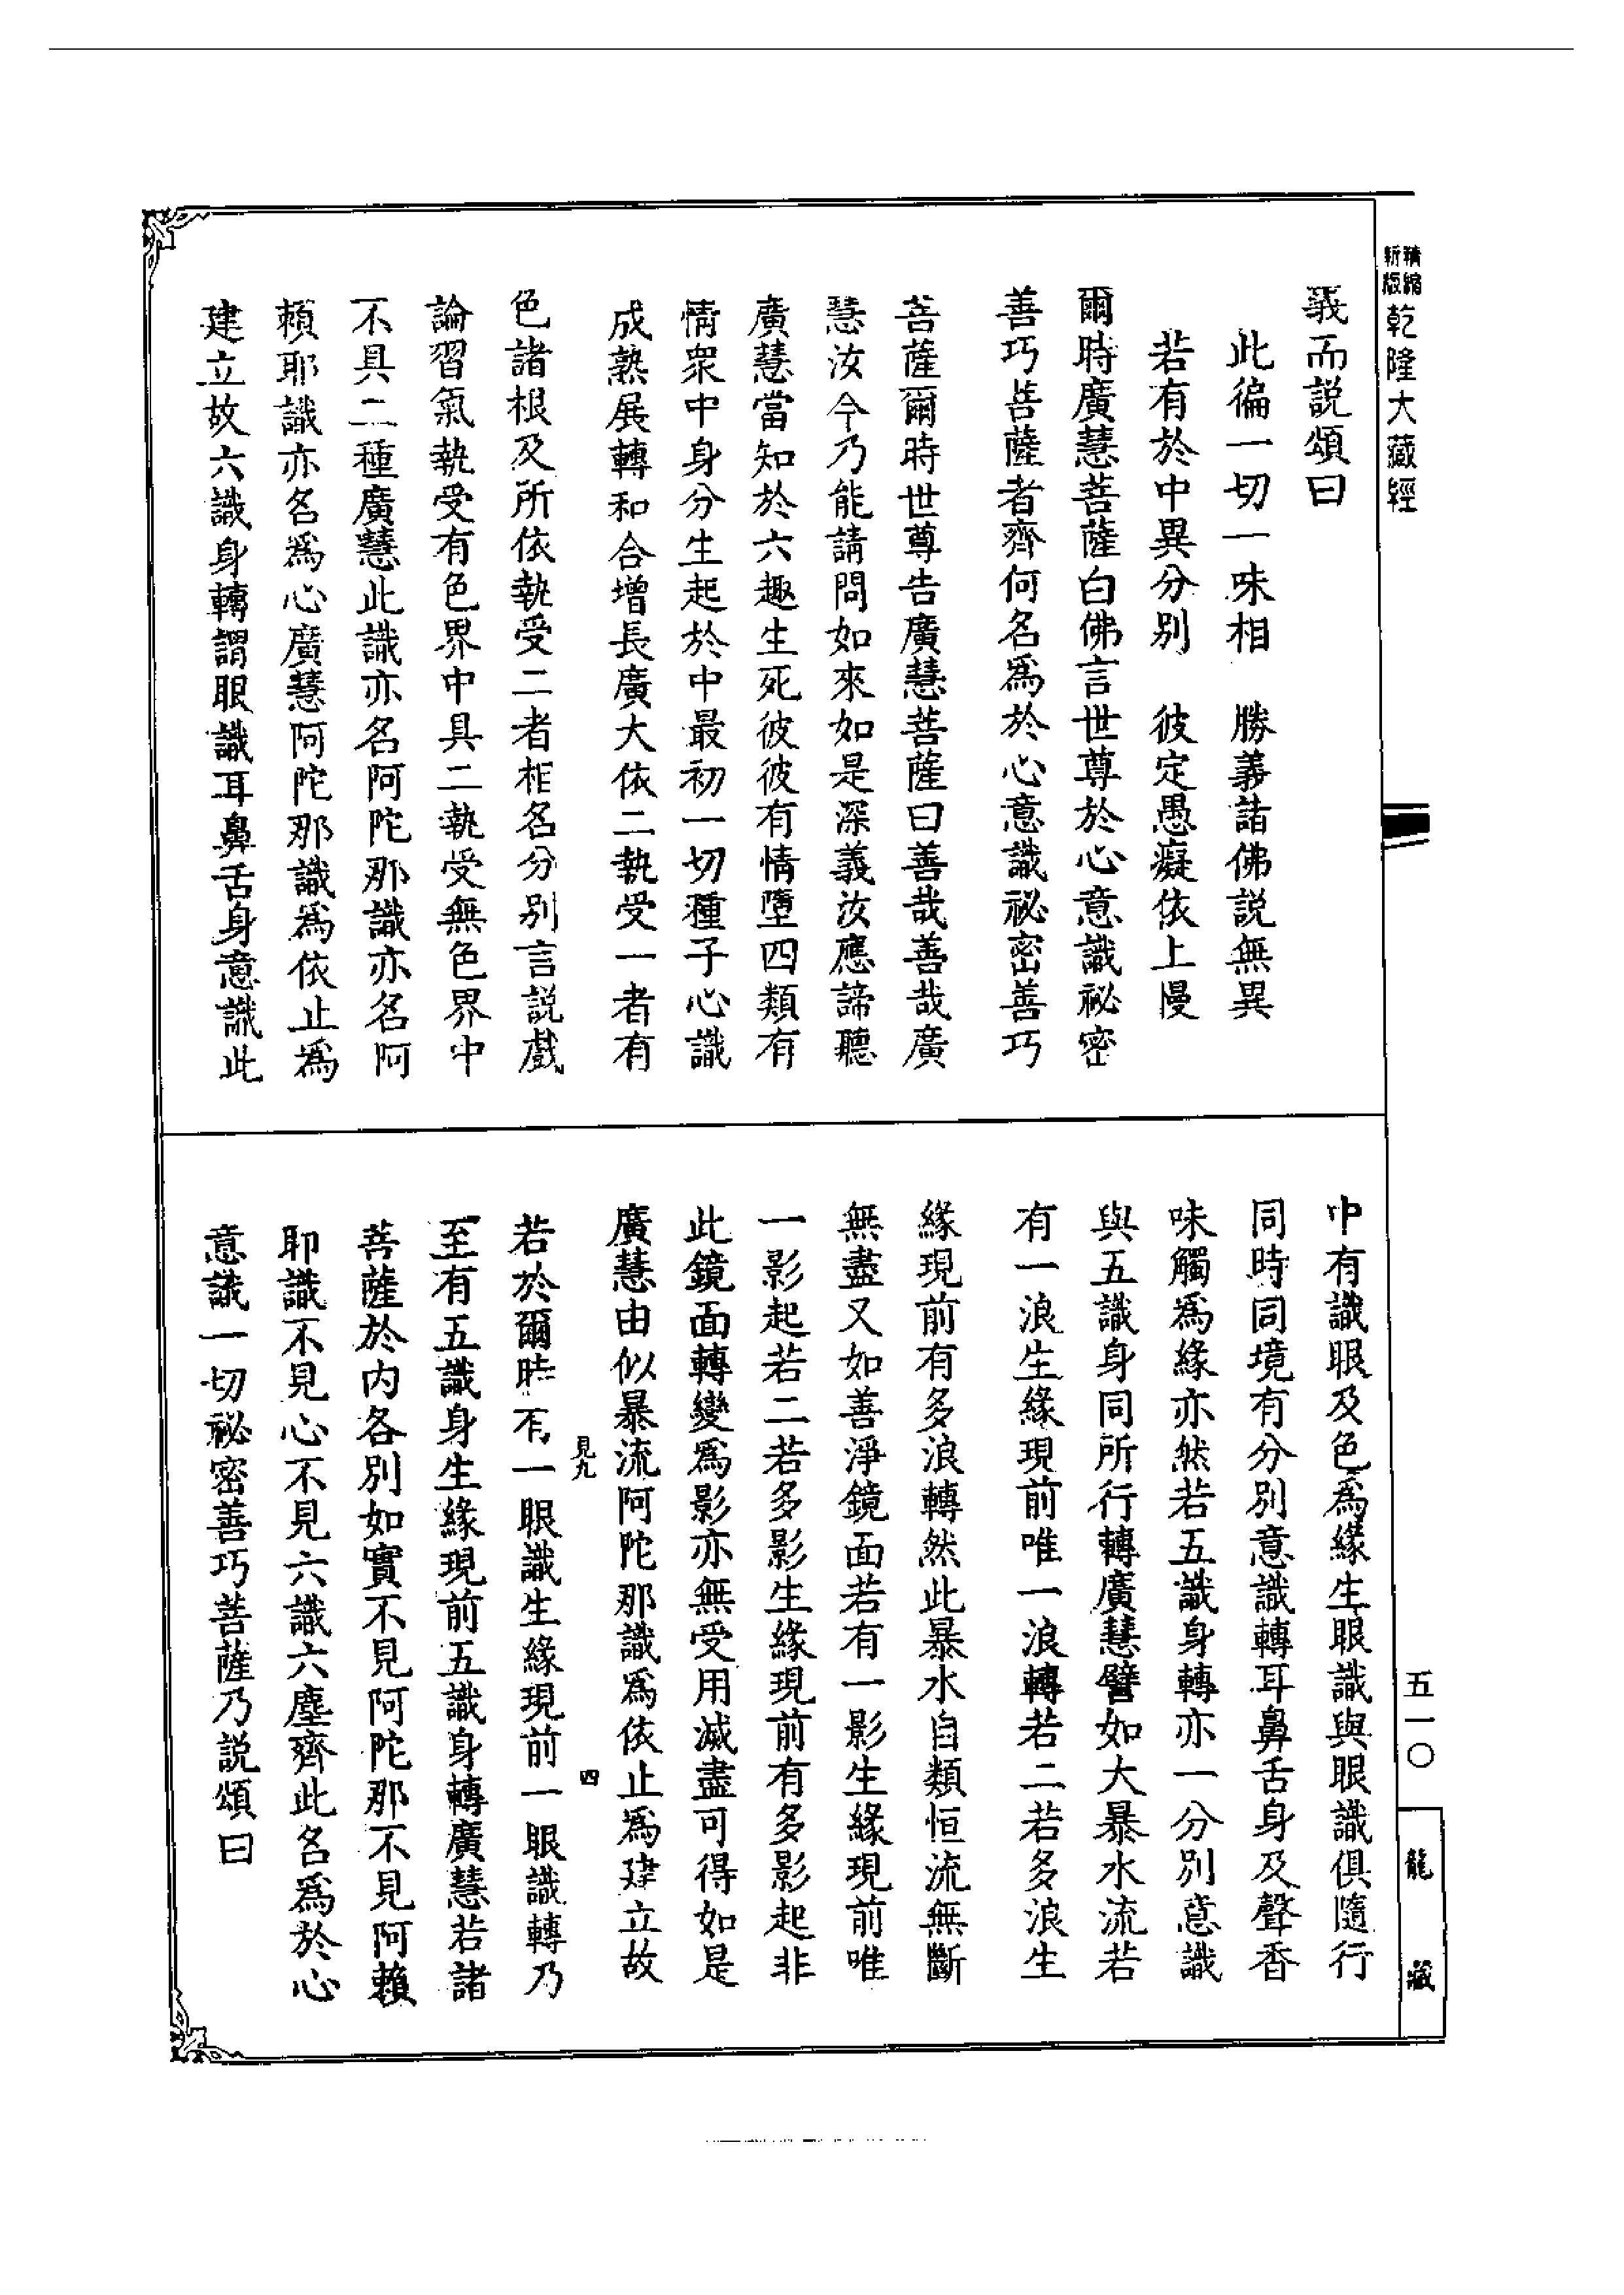 精縮新版乾隆大藏經
義而説頌曰
此徧一切一味相　勝義諸佛説無異
若有於中異分別　彼定愚癡依上慢
爾時廣慧菩薩白佛言世尊於心意識祕密
善巧菩薩者齊何名爲於心意識祕密善巧
菩薩爾時世尊告廣慧菩薩曰善哉善哉廣
慧汝今乃能請問如來如是深義汝應諦聽
廣慧當知於六趣生死彼彼有情墮四類有
情衆中身分生起於中最初一切種子心識
成熟展轉和合增長廣大依二執受一者有
色諸根及所依執受二者相名分別言説戲
論習氣執受有色界中具二執受無色界中
不具二種廣慧此識亦名阿陀那識亦名阿
賴耶識亦名爲心廣慧阿陀那識爲依止爲
建立故六識身轉謂眼識耳鼻舌身意識此
中有識眼及色爲緣生眼識與眼識俱隨行
同時同境有分別意識轉耳鼻舌身及聲香
味觸爲緣亦然若五識身轉亦一分別意識
與五識身同所行轉廣慧譬如大暴水流若
有一浪生緣現前唯一浪轉若二若多浪生
緣現前有多浪轉然此暴水自類恒流無斷
無盡又如善淨鏡面若有一影生緣現前唯
一影起若二若多影生緣現前有多影起非
此鏡面轉變爲影亦無受用滅盡可得如是
廣慧由似暴流阿陀那識爲依止爲建立故
見九　四
若於爾時有一眼識生緣現前一眼識轉乃
至有五識身生緣現前五識身轉廣慧若諸
菩薩於内各別如實不見阿陀那不見阿賴
耶識不見心不見六識六塵齊此名爲於心
意識一切祕密善巧菩薩乃説頌曰
五一〇
龍藏